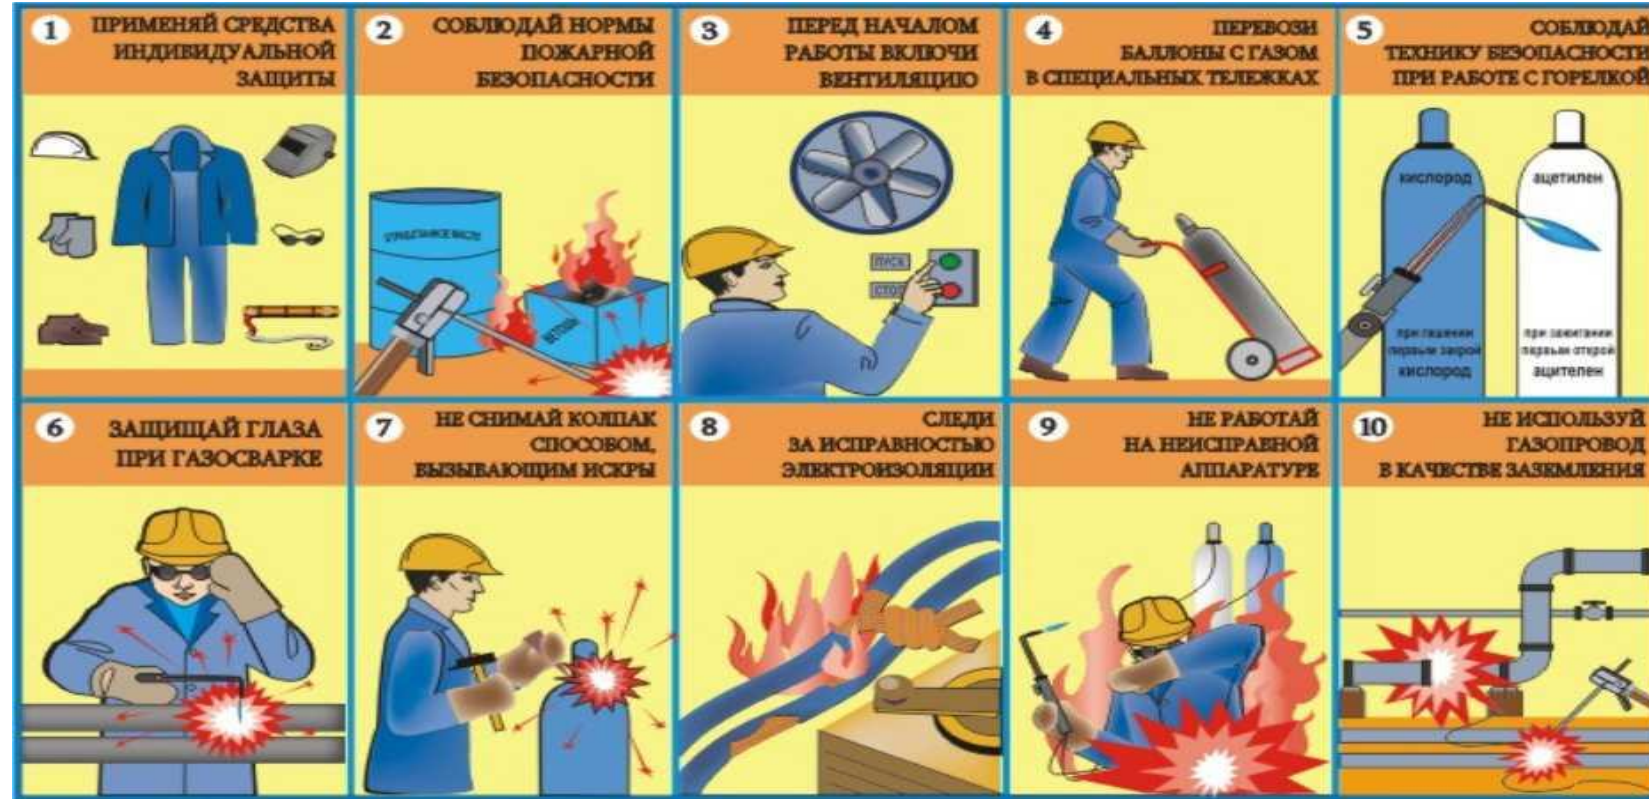 1
ПРИМЕНЯЙ СРЕДСТВА
ИНДИВИДУАЛЬНОЙ
ЗАЩИТЫ
2
СОБЛЮДАЙ НОРМЫ
ПОЖАРНОЙ
БЕЗОПАСНОСТИ
ВЕТОШЬ
3
ПЕРЕД НАЧАЛОМ
РАБОТЫ ВКЛЮЧИ
ВЕНТИЛЯЦИЮ
ПУСК
СТОП
4
ПЕРЕВОЗИ
БАЛЛОНЫ С ГАЗОМ
В СПЕЦИАЛЬНЫХ ТЕЛЕЖКАХ
5
СОБЛЮДАЙ
ТЕХНИКУ БЕЗОПАСНОСТИ
ПРИ РАБОТЕ С ГОРЕЛКОЙ
кислород
при гашении
первым закрой
кислород
ацетилен
при зажигании
первым открой
ацителен
6
ЗАЩИЩАЙ ГЛАЗА
ПРИ ГАЗОСВАРКЕ
7
НЕ СНИМАЙ КОЛПАК
СПОСОБОМ,
ВЫЗЫВАЮЩИМ ИСКРЫ
8
СЛЕДИ
ЗА ИСПРАВНОСТЬЮ
ЭЛЕКТРОИЗОЛЯЦИИ
9
НЕ РАБОТАЙ
НА НЕИСПРАВНОЙ
АППАРАТУРЕ
10
НЕ ИСПОЛЬЗУЙ
ГАЗОПРОВОД
В КАЧЕСТВЕ ЗАЗЕМЛЕНИЯ